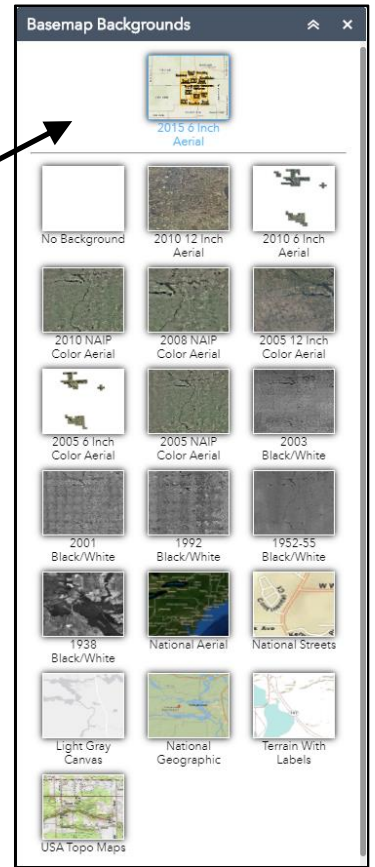 Basemap Backgrounds
2015 6 Inch
Aerial
No Background
2010 12 Inch
Aerial
2010 6 Inch
Aerial
2010 NAIP
Color Aerial
2008 NAIP
Color Aerial
2005 12 Inch
Color Aerial
2005 6 Inch
Color Aerial
2005 NAIP
Color Aerial
2003
Black/White
2001
Black/White
1992
Black/White
1952-55
Black/White
1938
Black/White
National Aerial
National Streets
Light Gray
Canvas
National
Geographic
Terrain With
Labels
USA Topo Maps